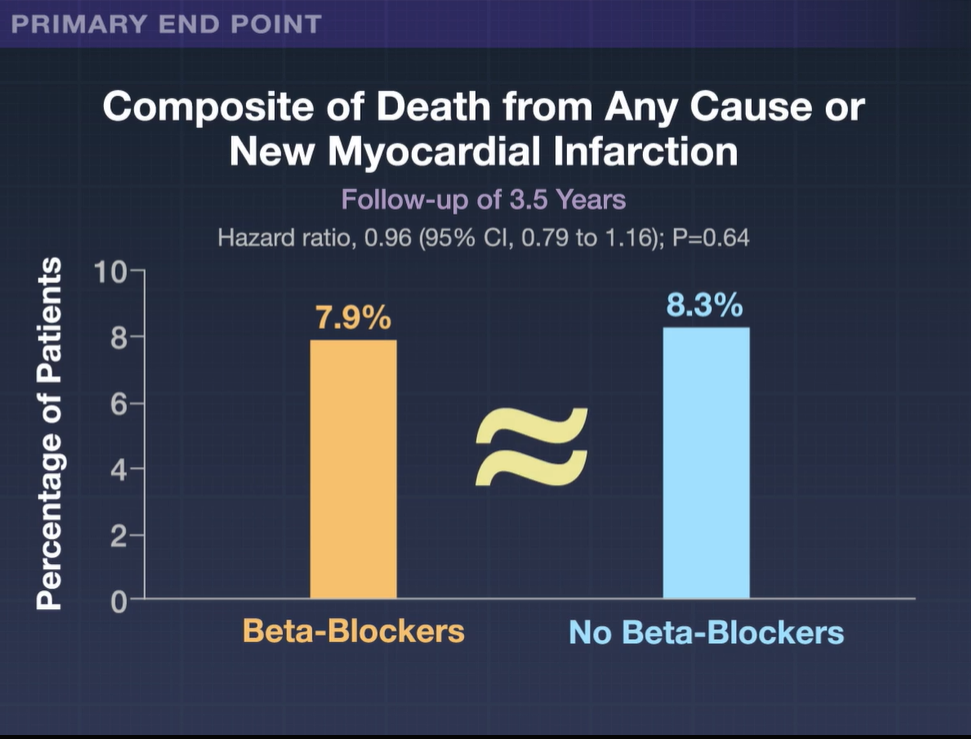 PRIMARY END POINT
Composite of Death from Any Cause or
New Myocardial Infarction
Follow-up of 3.5 Years
Hazard ratio, 0.96 (95% CI, 0.79 to 1.16); P=0.64
Percentage of Patients
10
8
6
4
2
0
7.9%
8.3%
≈
Beta-Blockers
No Beta-Blockers